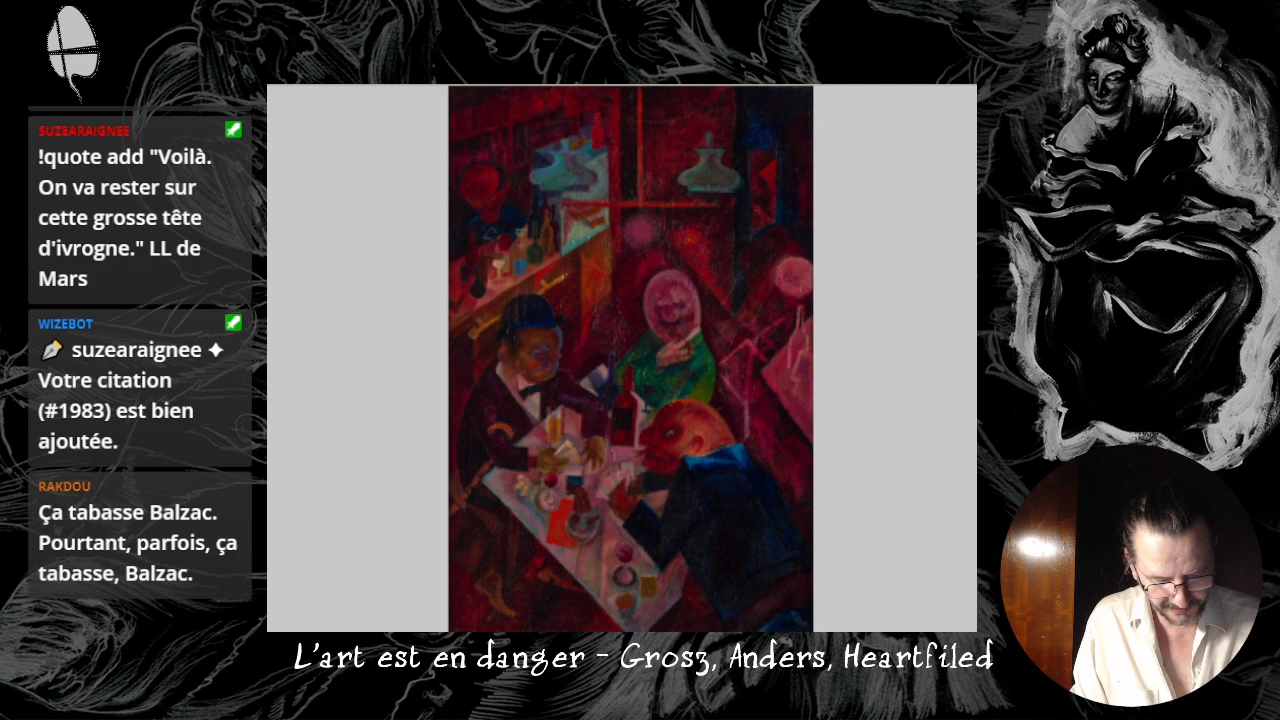 SUZEARAIGNEE
!quote add "Voilà.
On va rester sur
cette grosse tête
d'ivrogne." LL de
Mars
WIZEBOT
suzearaignee ✦
Votre citation
(#1983) est bien
ajoutée.
RAKDOU
Ça tabasse Balzac.
Pourtant, parfois, ça
tabasse, Balzac.
L'art est en danger - Grosz, Anders, Heartfiled